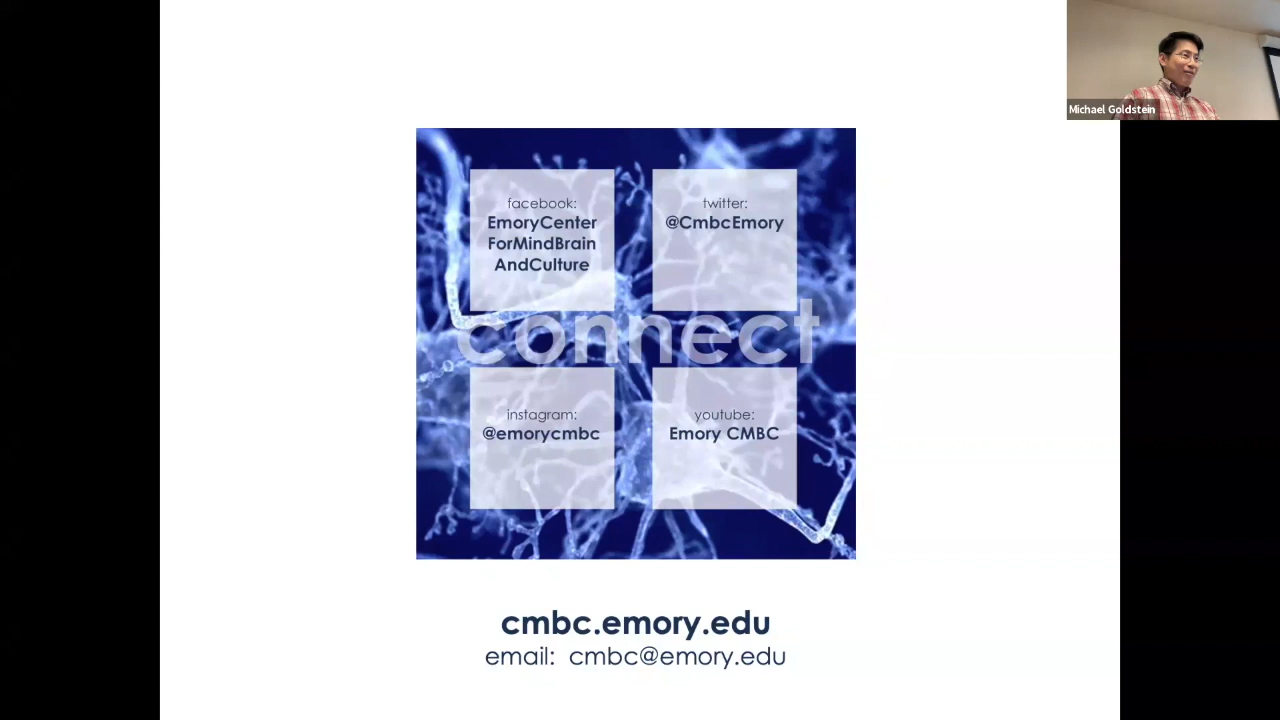 Michael Goldstein
facebook:
EmoryCenter
ForMindBrain
AndCulture
twitter:
@CmbcEmory
connect
instagram:
@emorycmbc
youtube:
Emory CMBC
cmbc.emory.edu
email: cmbc@emory.edu